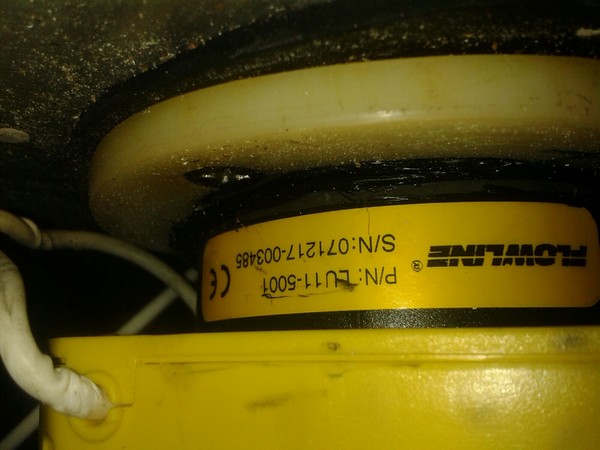 FLOWLINE®
P/N: LU11-5001
S/N:071217-003485
CE